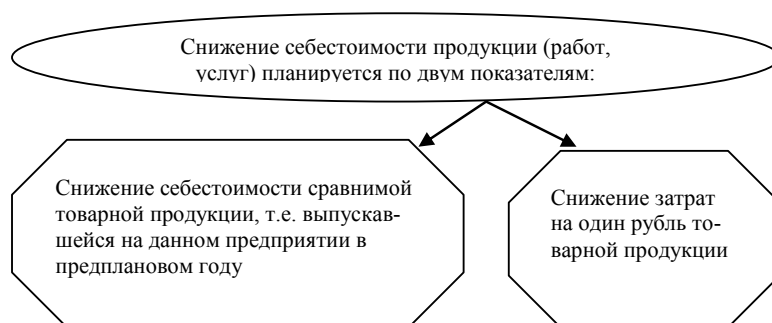 Снижение себестоимости продукции (работ,
услуг) планируется по двум показателям:
Снижение себестоимости сравнимой
товарной продукции, т.е. выпускав-
шейся на данном предприятии в
предплановом году
Снижение затрат
на один рубль то-
варной продукции